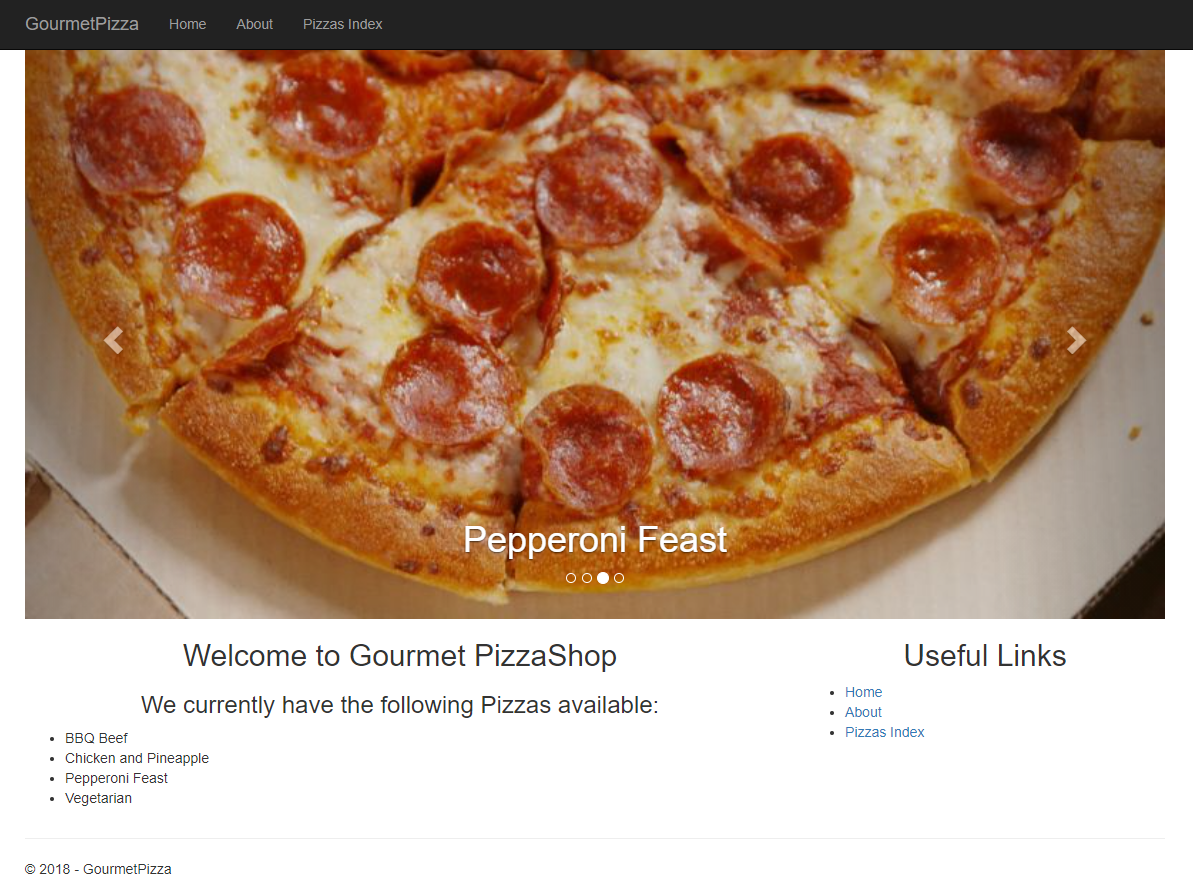 GourmetPizza Home About Pizzas Index
Pepperoni Feast
Welcome to Gourmet PizzaShop
We currently have the following Pizzas available:
BBQ Beef
Chicken and Pineapple
Pepperoni Feast
Vegetarian
Useful Links
Home
About
Pizzas Index
© 2018 - GourmetPizza